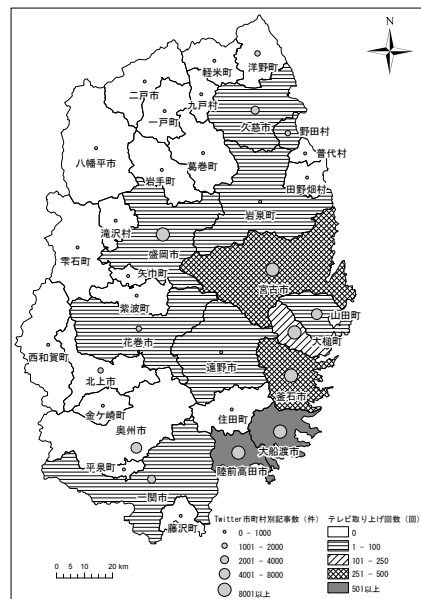 N
軽米町
洋野町
二戸市
九戸村
一戸町
久慈市
野田村
八幡平市
葛巻町
普代村
岩手町
田野畑村
岩泉町
滝沢村
盛岡市
雫石町
宮古市
矢巾町
紫波町
山田町
大槌町
花巻市
西和賀町
遠野市
北上市
釜石市
金ケ崎町
住田町
奥州市
大船渡市
陸前高田市
平泉町
一関市
藤沢町
Twitter市町村別記事数（件）
0 - 1000
1001 - 2000
2001 - 4000
4001 - 8000
8001以上
テレビ取り上げ回数（回）
0
1 - 100
101 - 250
251 - 500
501以上
0 5 10 20 km